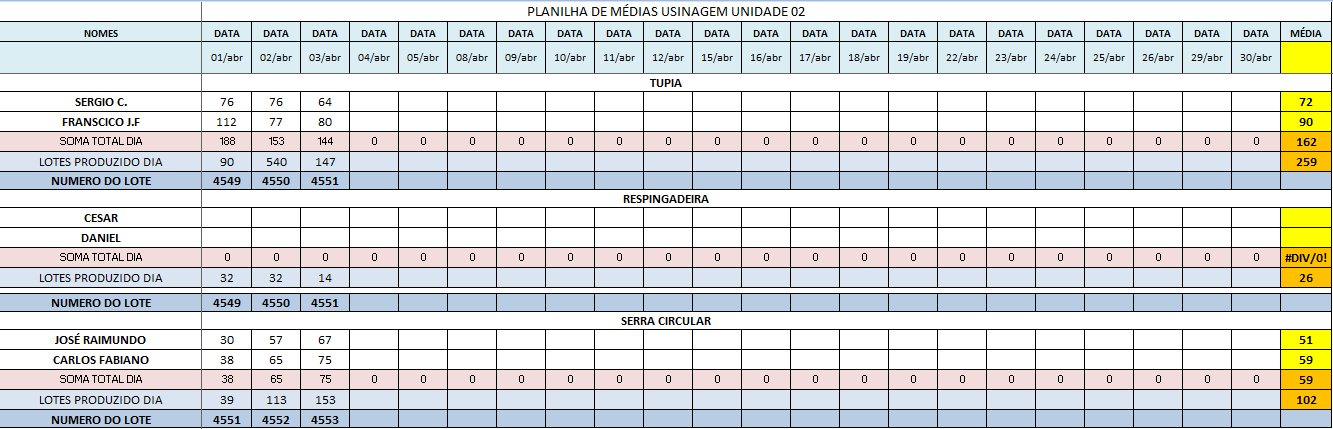 PLANILHA DE MÉDIAS USINAGEM UNIDADE 02
NOMES DATA DATA DATA DATA DATA DATA DATA DATA DATA DATA DATA DATA DATA DATA DATA DATA DATA DATA DATA DATA DATA DATA MÉDIA
01/abr 02/abr 03/abr 04/abr 05/abr 08/abr 09/abr 10/abr 11/abr 12/abr 15/abr 16/abr 17/abr 18/abr 19/abr 22/abr 23/abr 24/abr 25/abr 26/abr 29/abr 30/abr
TUPIA
SERGIO C. 76 76 64 72
FRANSCICO J.F 112 77 80 90
SOMA TOTAL DIA 188 153 144 0 0 0 0 0 0 0 0 0 0 0 0 0 0 0 0 0 0 0 162
LOTES PRODUZIDO DIA 90 540 147 259
NUMERO DO LOTE 4549 4550 4551
RESPINGADEIRA
CESAR
DANIEL
SOMA TOTAL DIA 0 0 0 0 0 0 0 0 0 0 0 0 0 0 0 0 0 0 0 0 0 0 #DIV/0!
LOTES PRODUZIDO DIA 32 32 14 26
NUMERO DO LOTE 4549 4550 4551
SERRA CIRCULAR
JOSÉ RAIMUNDO 30 57 67 51
CARLOS FABIANO 38 65 75 59
SOMA TOTAL DIA 38 65 75 0 0 0 0 0 0 0 0 0 0 0 0 0 0 0 0 0 0 0 59
LOTES PRODUZIDO DIA 39 113 153 102
NUMERO DO LOTE 4551 4552 4553